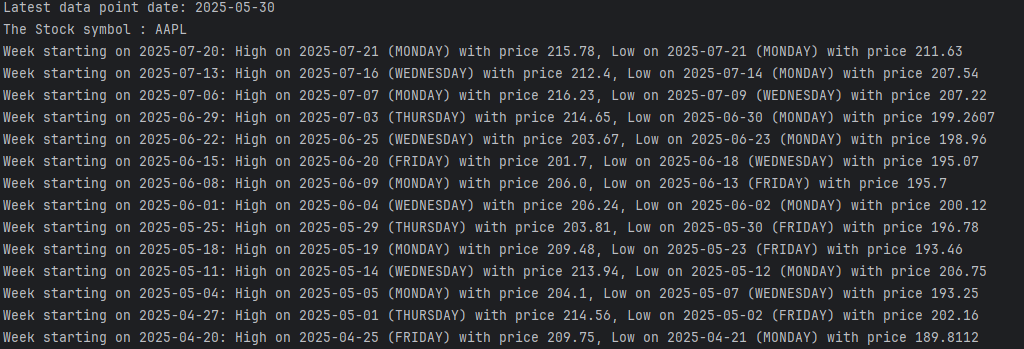 Latest data point date: 2025-05-30
The Stock symbol : AAPL
Week starting on 2025-07-20: High on 2025-07-21 (MONDAY) with price 215.78, Low on 2025-07-21 (MONDAY) with price 211.63
Week starting on 2025-07-13: High on 2025-07-16 (WEDNESDAY) with price 212.4, Low on 2025-07-14 (MONDAY) with price 207.54
Week starting on 2025-07-06: High on 2025-07-07 (MONDAY) with price 216.23, Low on 2025-07-09 (WEDNESDAY) with price 207.22
Week starting on 2025-06-29: High on 2025-07-03 (THURSDAY) with price 214.65, Low on 2025-06-30 (MONDAY) with price 199.2607
Week starting on 2025-06-22: High on 2025-06-25 (WEDNESDAY) with price 203.67, Low on 2025-06-23 (MONDAY) with price 198.96
Week starting on 2025-06-15: High on 2025-06-20 (FRIDAY) with price 201.7, Low on 2025-06-18 (WEDNESDAY) with price 195.07
Week starting on 2025-06-08: High on 2025-06-09 (MONDAY) with price 206.0, Low on 2025-06-13 (FRIDAY) with price 195.7
Week starting on 2025-06-01: High on 2025-06-04 (WEDNESDAY) with price 206.24, Low on 2025-06-02 (MONDAY) with price 200.12
Week starting on 2025-05-25: High on 2025-05-29 (THURSDAY) with price 203.81, Low on 2025-05-30 (FRIDAY) with price 196.78
Week starting on 2025-05-18: High on 2025-05-19 (MONDAY) with price 209.48, Low on 2025-05-23 (FRIDAY) with price 193.46
Week starting on 2025-05-11: High on 2025-05-14 (WEDNESDAY) with price 213.94, Low on 2025-05-12 (MONDAY) with price 206.75
Week starting on 2025-05-04: High on 2025-05-05 (MONDAY) with price 204.1, Low on 2025-05-07 (WEDNESDAY) with price 193.25
Week starting on 2025-04-27: High on 2025-05-01 (THURSDAY) with price 214.56, Low on 2025-05-02 (FRIDAY) with price 202.16
Week starting on 2025-04-20: High on 2025-04-25 (FRIDAY) with price 209.75, Low on 2025-04-21 (MONDAY) with price 189.8112